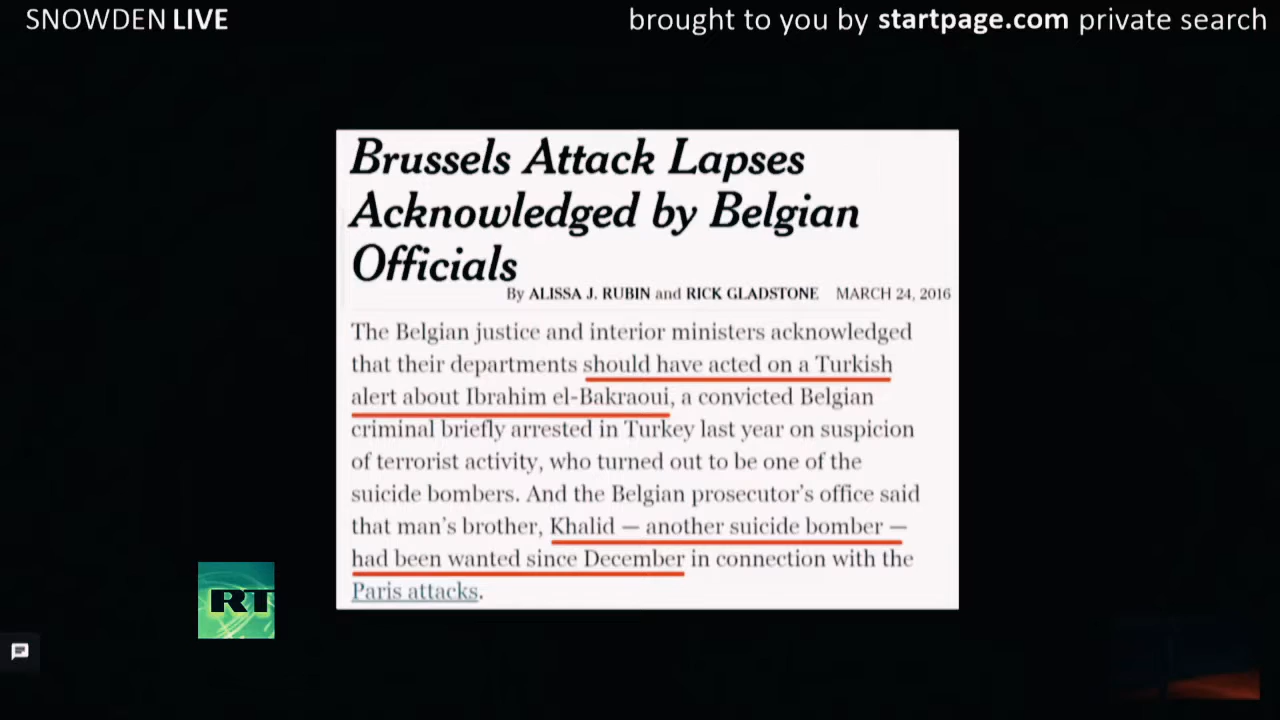 SNOWDEN LIVE
brought to you by startpage.com private search
Brussels Attack Lapses
Acknowledged by Belgian
Officials
By ALISSA J. RUBIN and RICK GLADSTONE MARCH 24, 2016
The Belgian justice and interior ministers acknowledged
that their departments should have acted on a Turkish
alert about Ibrahim el-Bakraoui, a convicted Belgian
criminal briefly arrested in Turkey last year on suspicion
of terrorist activity, who turned out to be one of the
suicide bombers. And the Belgian prosecutor's office said
that man's brother, Khalid — another suicide bomber —
had been wanted since December in connection with the
Paris attacks.
RT